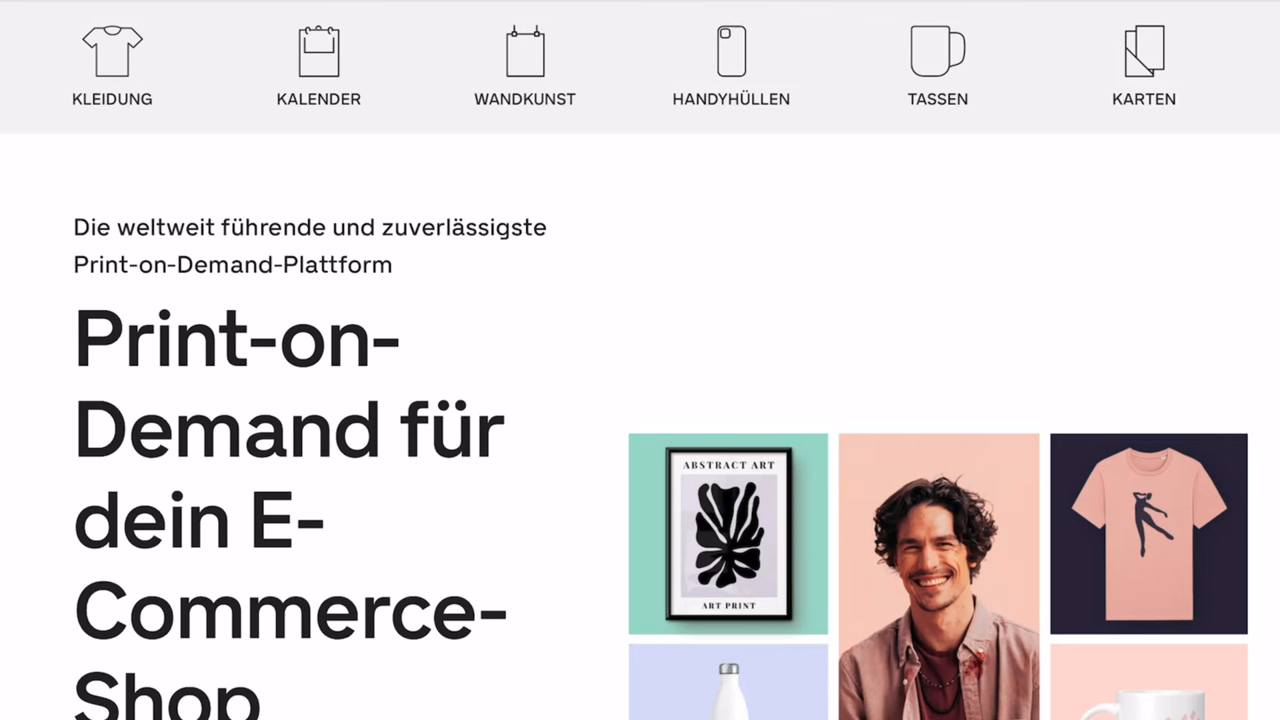 KLEIDUNG
KALENDER
WANDKUNST
HANDYHÜLLEN
TASSEN
KARTEN
Die weltweit führende und zuverlässigste
Print-on-Demand-Plattform
Print-on-
Demand für
dein E-
Commerce-
Shop
ABSTRACT ART
ART PRINT